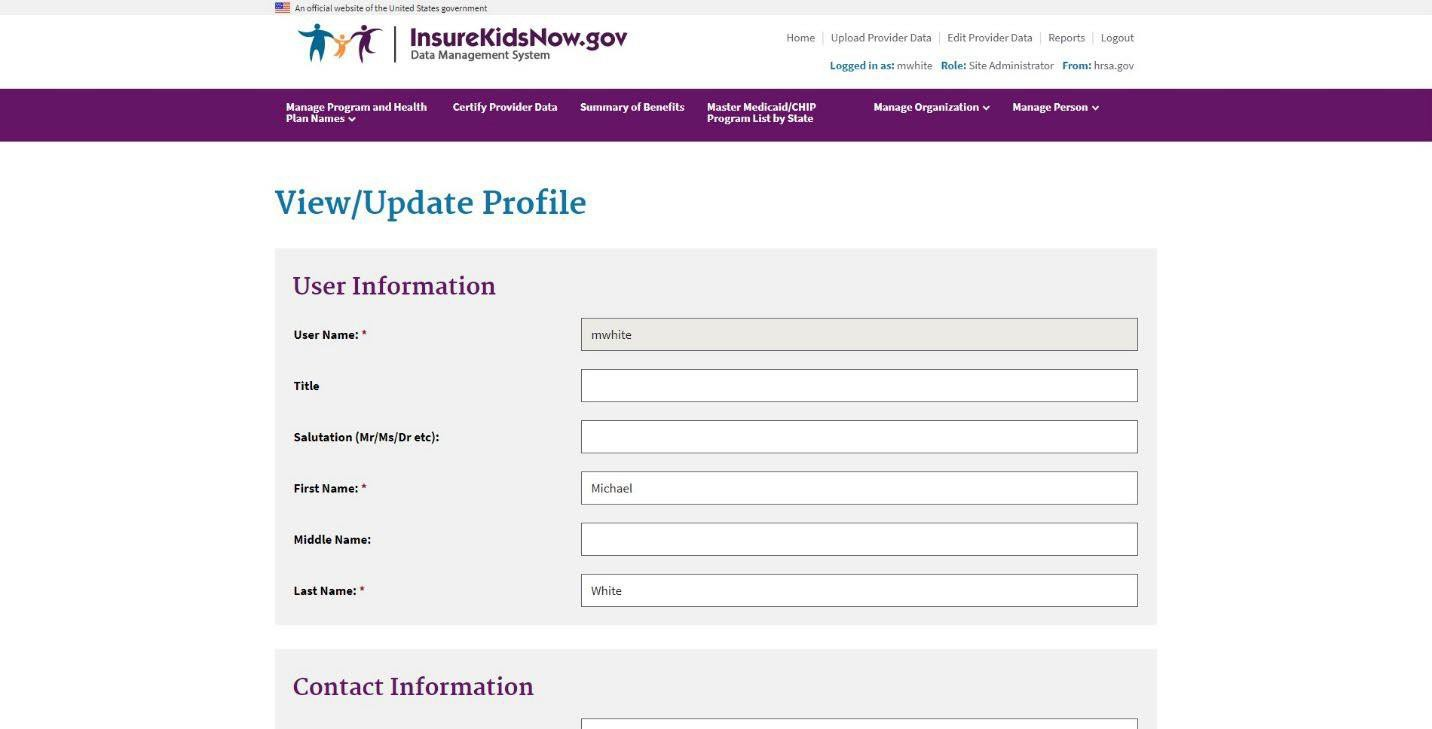 An official website of the United States government
InsureKidsNow.gov
Data Management System
Home Upload Provider Data Edit Provider Data Reports Logout
Logged in as: mwhite Role: Site Administrator From: hrsa.gov
Manage Program and Health
Plan Names
Certify Provider Data
Summary of Benefits
Master Medicaid/CHIP
Program List by State
Manage Organization
Manage Person
View/Update Profile
User Information
User Name: * mwhite
Title
Salutation (Mr/Ms/Dr etc):
First Name: * Michael
Middle Name:
Last Name: * White
Contact Information